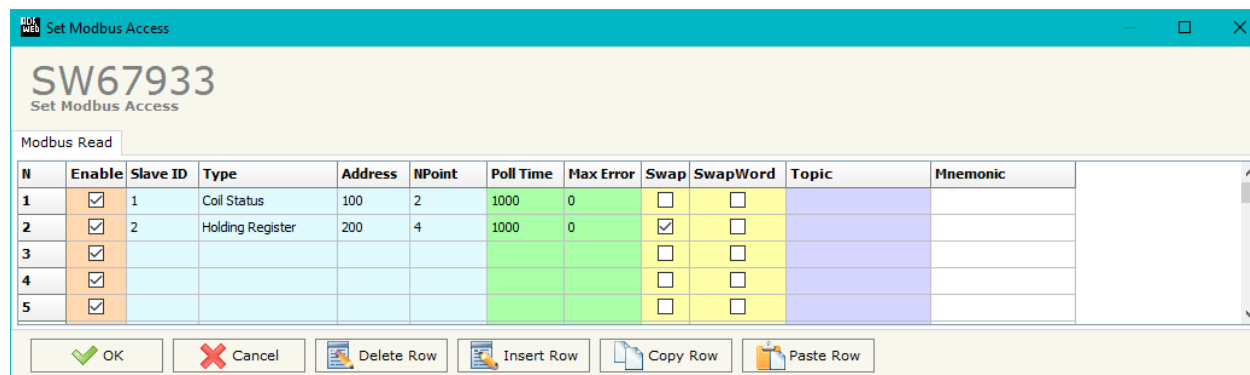 ADF WEB Set Modbus Access
SW67933
Set Modbus Access
Modbus Read
N Enable Slave ID Type Address NPoint Poll Time Max Error Swap SwapWord Topic Mnemonic
1 1 Coil Status 100 2 1000 0
2 2 Holding Register 200 4 1000 0
3
4
5
OK Cancel Delete Row Insert Row Copy Row Paste Row